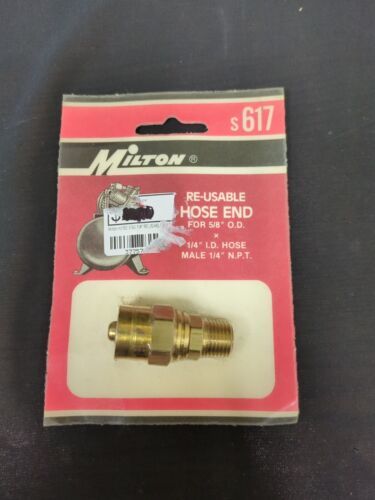 S 617
MILTON ®
RE-USABLE
HOSE END
FOR 5/8" O.D.
×
1/4" I.D. HOSE
MALE 1/4" N.P.T.